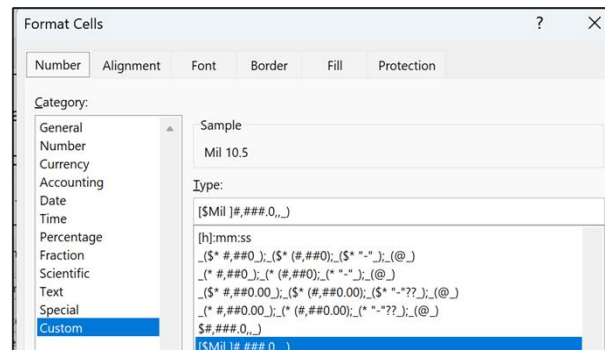 Format Cells ? ×
Number Alignment Font Border Fill Protection
Category:
General
Number
Currency
Accounting
Date
Time
Percentage
Fraction
Scientific
Text
Special
Custom
Sample
Mil 10.5
Type:
[$Mil ]#,###.0,,_)
[h]:mm:ss
_($* #,##0_);_($* (#,##0);_($* "-"_);_(@_)
_(* #,##0_);_(* (#,##0);_(* "-"_);_(@_)
_($* #,##0.00_);_($* (#,##0.00);_($* "-"??_);_(@_)
_(* #,##0.00_);_(* (#,##0.00);_(* "-"??_);_(@_)
$#,###.0,,_)
[$Mil ]#,###.0,,_)